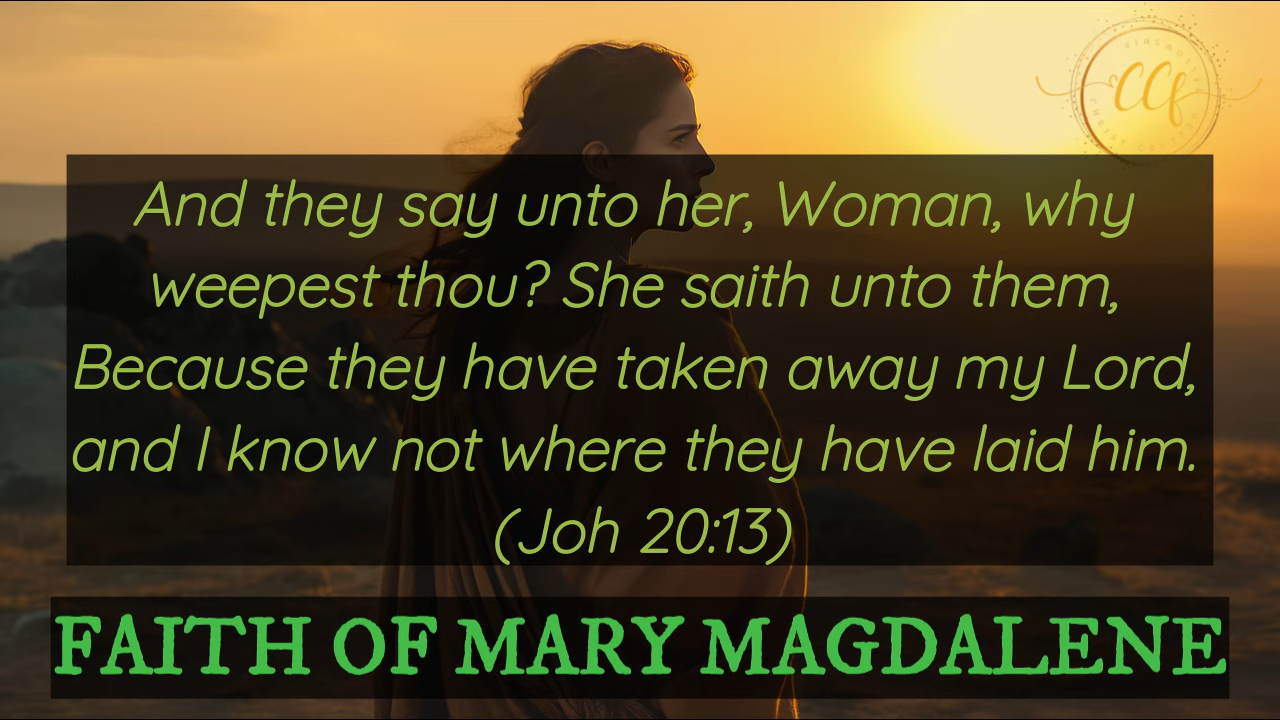 CCf
And they say unto her, Woman, why
weepest thou? She saith unto them,
Because they have taken away my Lord,
and I know not where they have laid him.
(Joh 20:13)
FAITH OF MARY MAGDALENE